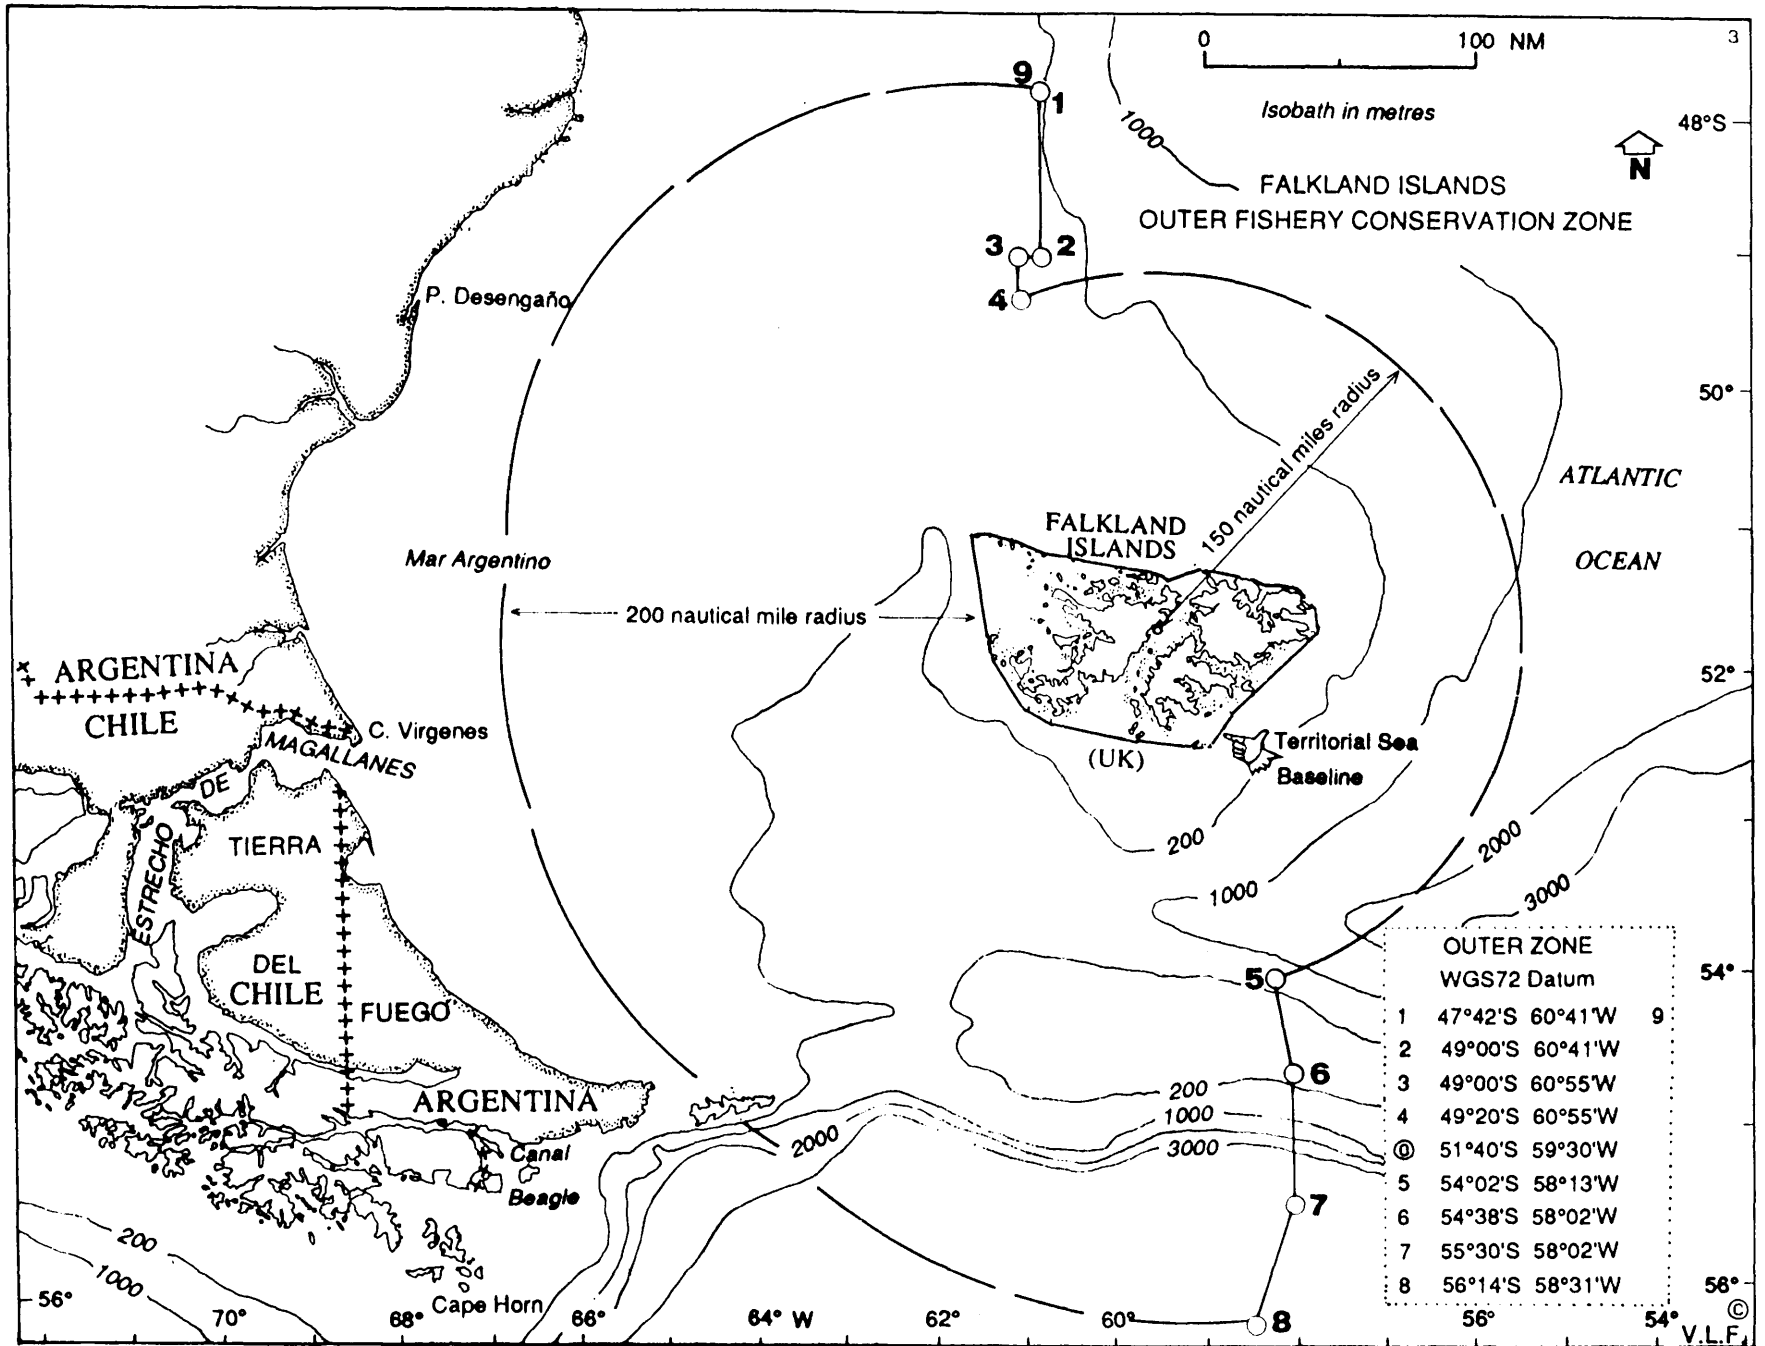 0 100 NM
3
Isobath in metres
48°S
N
FALKLAND ISLANDS
OUTER FISHERY CONSERVATION ZONE
9
1
1000
3
2
4
P. Desengaño
50°
150 nautical miles radius
ATLANTIC
OCEAN
FALKLAND
ISLANDS
Mar Argentino
200 nautical mile radius
ARGENTINA
CHILE
C. Virgenes
MAGALLANES
DE
ESTRECHO
52°
(UK)
Territorial Sea
Baseline
TIERRA
DEL
CHILE
FUEGO
200
1000
2000
3000
54°
5
6
7
8
ARGENTINA
Canal
Beagle
Cape Horn
200
1000
2000
3000
200
1000
OUTER ZONE
WGS72 Datum
1 47°42'S 60°41'W 9
2 49°00'S 60°41'W
3 49°00'S 60°55'W
4 49°20'S 60°55'W
0 51°40'S 59°30'W
5 54°02'S 58°13'W
6 54°38'S 58°02'W
7 55°30'S 58°02'W
8 56°14'S 58°31'W
56°
56°
70° 68° 66° 64° W 62° 60° 56° 54°
©
V.L.F.